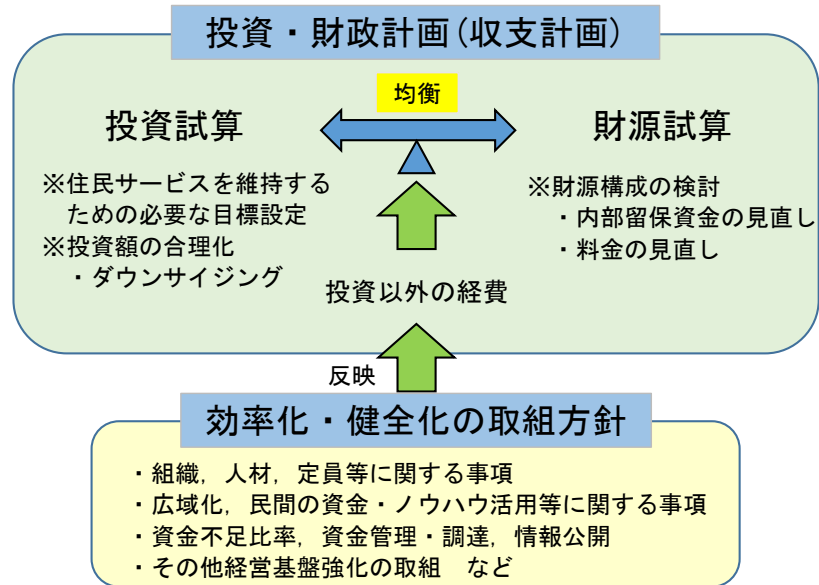 投資・財政計画(収支計画)
均衡
投資試算
※住民サービスを維持する
ための必要な目標設定
※投資額の合理化
・ダウンサイジング
財源試算
※財源構成の検討
・内部留保資金の見直し
・料金の見直し
投資以外の経費
反映
効率化・健全化の取組方針
・組織，人材，定員等に関する事項
・広域化，民間の資金・ノウハウ活用等に関する事項
・資金不足比率，資金管理・調達，情報公開
・その他経営基盤強化の取組　など